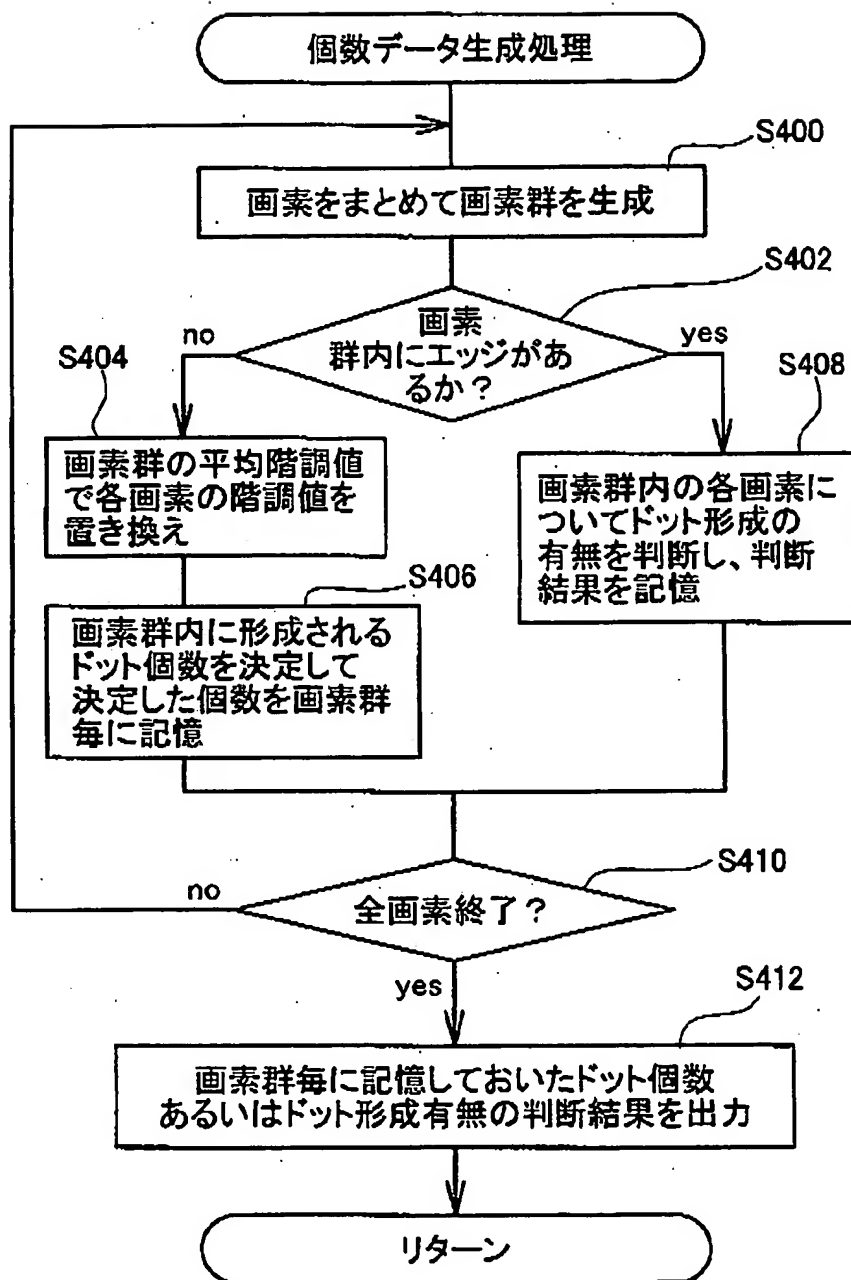 個数データ生成処理
S400
画素をまとめて画素群を生成
S402
画素
群内にエッジがあ
るか？
no
yes
S404
画素群の平均階調値
で各画素の階調値を
置き換え
S408
画素群内の各画素に
ついてドット形成の
有無を判断し、判断
結果を記憶
S406
画素群内に形成される
ドット個数を決定して
決定した個数を画素群
毎に記憶
S410
全画素終了？
no
yes
S412
画素群毎に記憶しておいたドット個数
あるいはドット形成有無の判断結果を出力
リターン